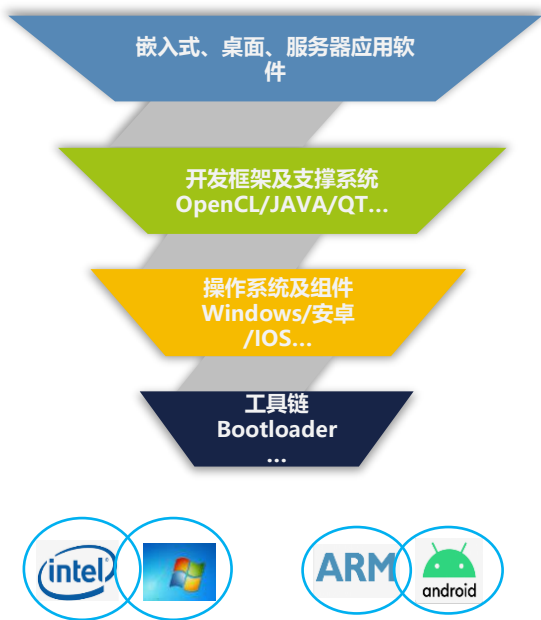 嵌入式、桌面、服务器应用软
件
开发框架及支撑系统
OpenCL/JAVA/QT...
操作系统及组件
Windows/安卓
/IOS...
工具链
Bootloader
...
intel
ARM
android